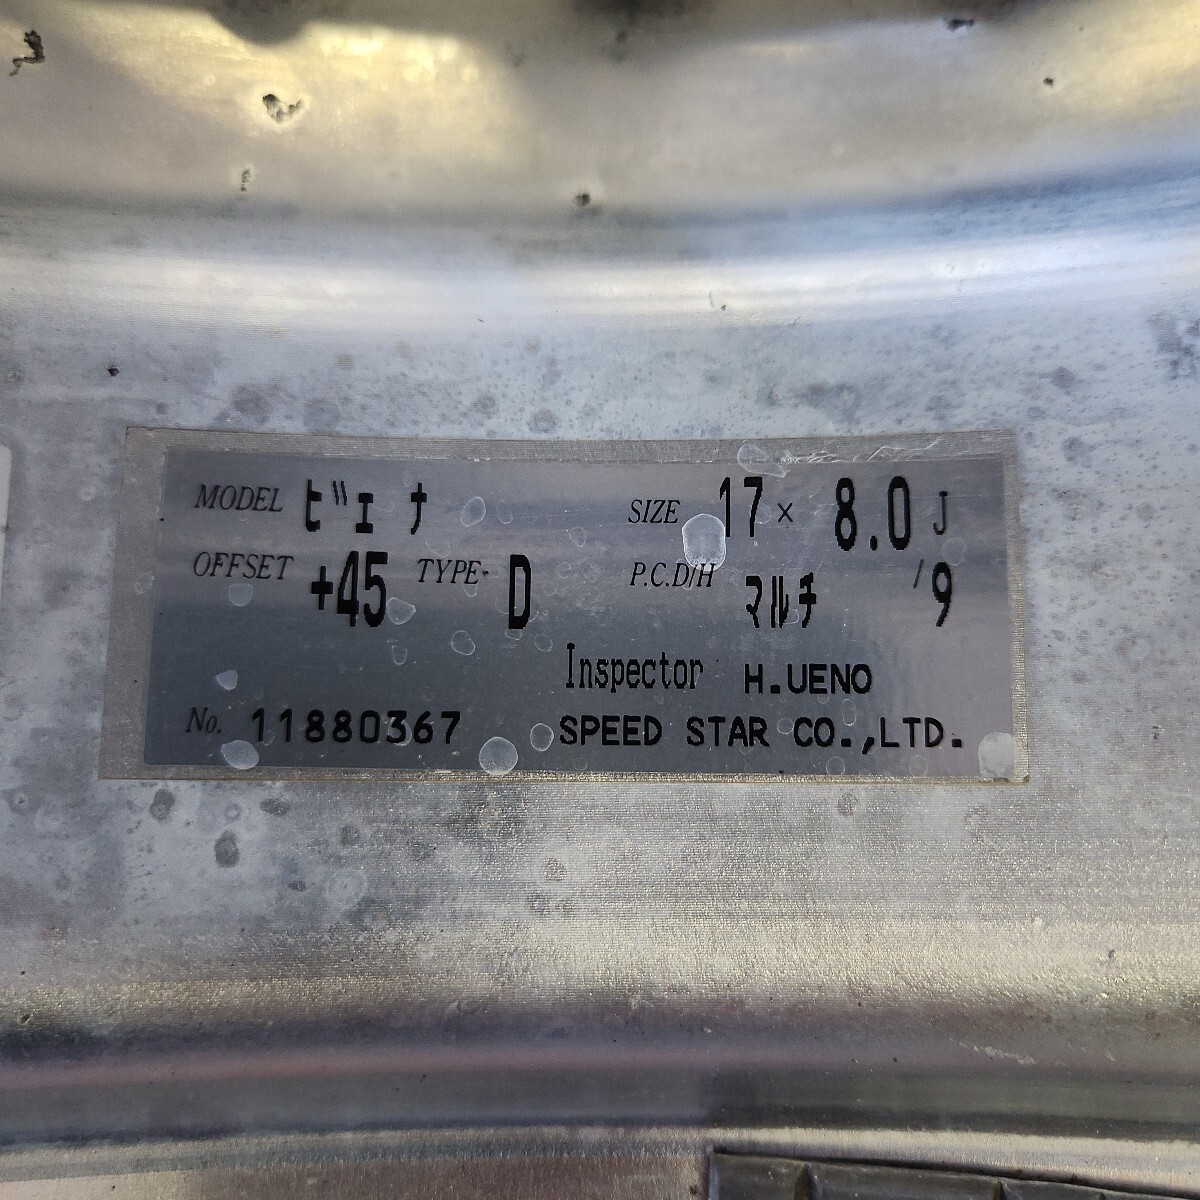 MODEL ビエナ SIZE 17 × 8.0 J
OFFSET +45 TYPE- D P.C.D/H マルチ /9
Inspector H.UENO
No. 11880367 SPEED STAR CO.,LTD.